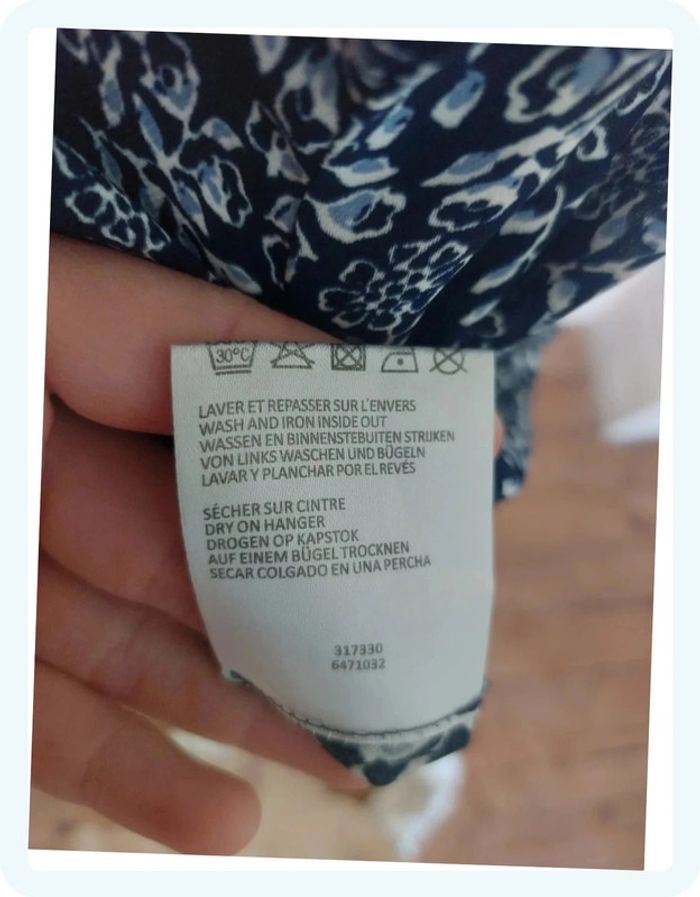 30°C
LAVER ET REPASSER SUR L'ENVERS
WASH AND IRON INSIDE OUT
WASSEN EN BINNENSTEBUITEN STRIJKEN
VON LINKS WASCHEN UND BÜGELN
LAVAR Y PLANCHAR POR EL REVÉS
SÉCHER SUR CINTRE
DRY ON HANGER
DROGEN OP KAPSTOK
AUF EINEM BÜGEL TROCKNEN
SECAR COLGADO EN UNA PERCHA
317330
6471032